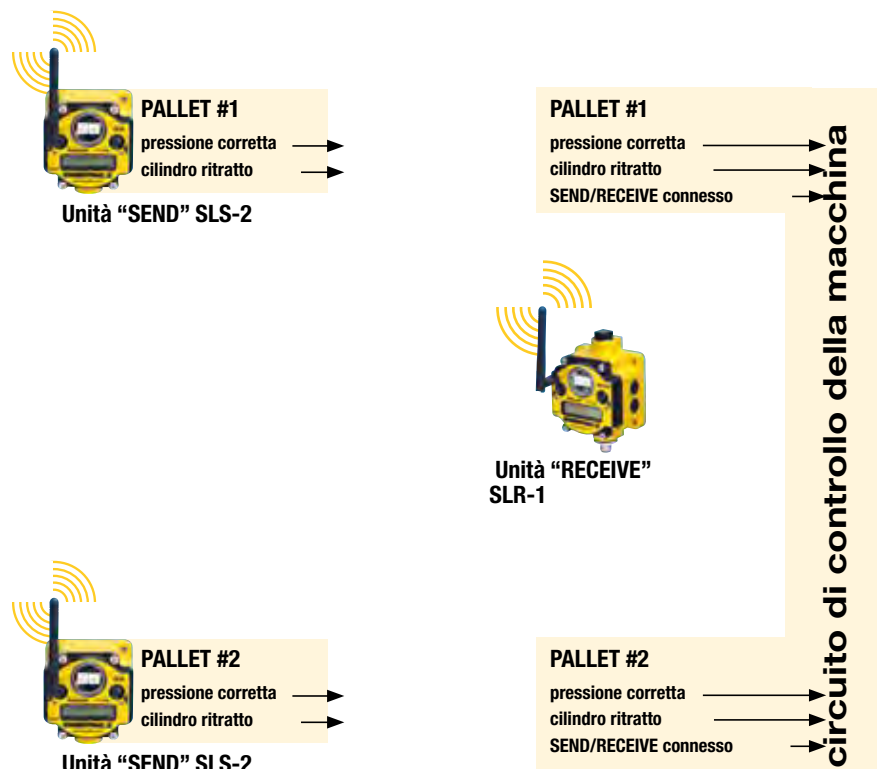 PALLET #1
pressione corretta
cilindro ritratto
Unità “SEND” SLS-2
PALLET #1
pressione corretta
cilindro ritratto
SEND/RECEIVE connesso
circuito di controllo della macchina
Unità “RECEIVE”
SLR-1
PALLET #2
pressione corretta
cilindro ritratto
Unità “SEND” SLS-2
PALLET #2
pressione corretta
cilindro ritratto
SEND/RECEIVE connesso